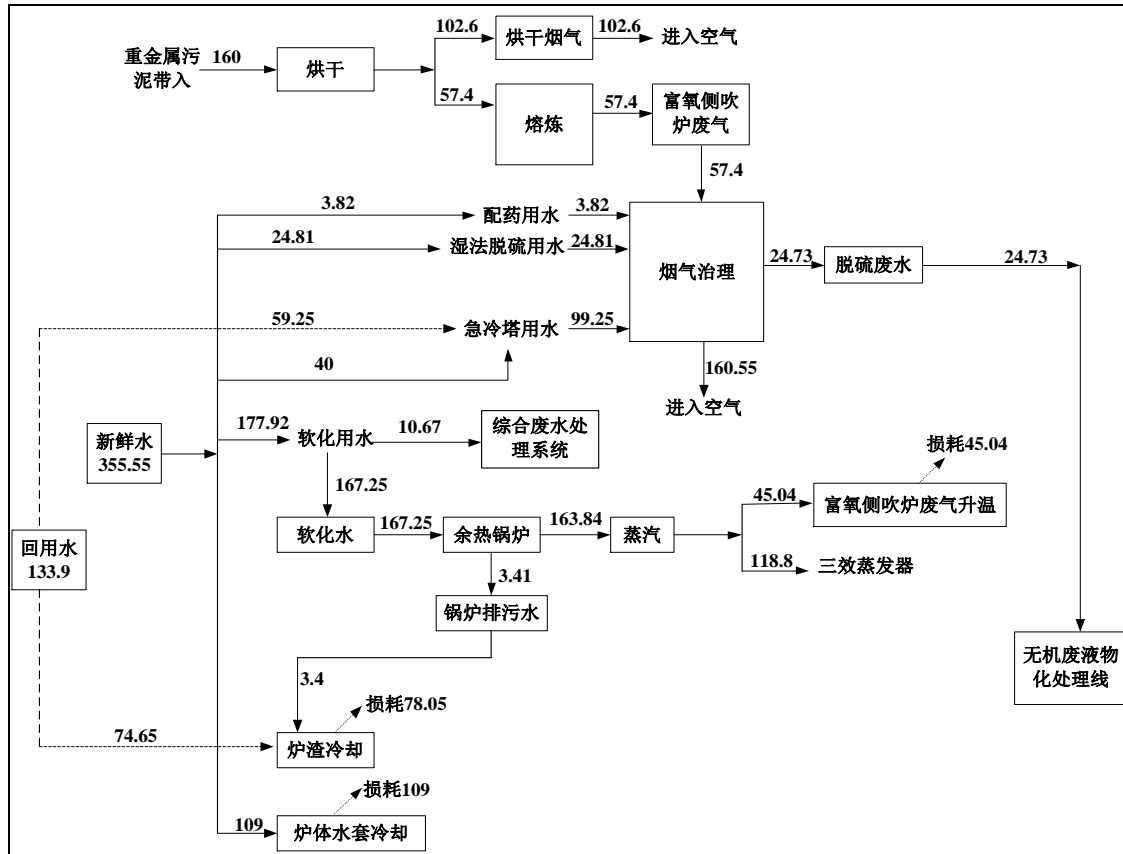 102.6
102.6
重金属污
泥带入
160
烘干
烘干烟气
进入空气
57.4
熔炼
57.4
富氧侧吹
炉废气
57.4
3.82
配药用水
3.82
24.81
湿法脱硫用水
24.81
烟气治理
24.73
脱硫废水
24.73
59.25
急冷塔用水
99.25
40
160.55
进入空气
新鲜水
355.55
177.92
软化用水
10.67
综合废水处
理系统
损耗45.04
167.25
45.04
富氧侧吹炉废气升温
回用水
133.9
软化水
167.25
余热锅炉
163.84
蒸汽
118.8
三效蒸发器
3.41
锅炉排污水
无机废液物
化处理线
3.4
损耗78.05
74.65
炉渣冷却
损耗109
109
炉体水套冷却